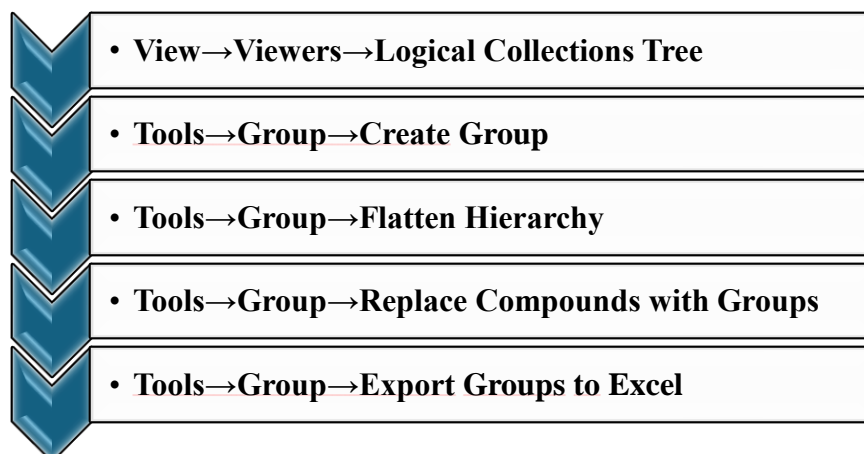 • View→Viewers→Logical Collections Tree
• Tools→Group→Create Group
• Tools→Group→Flatten Hierarchy
• Tools→Group→Replace Compounds with Groups
• Tools→Group→Export Groups to Excel